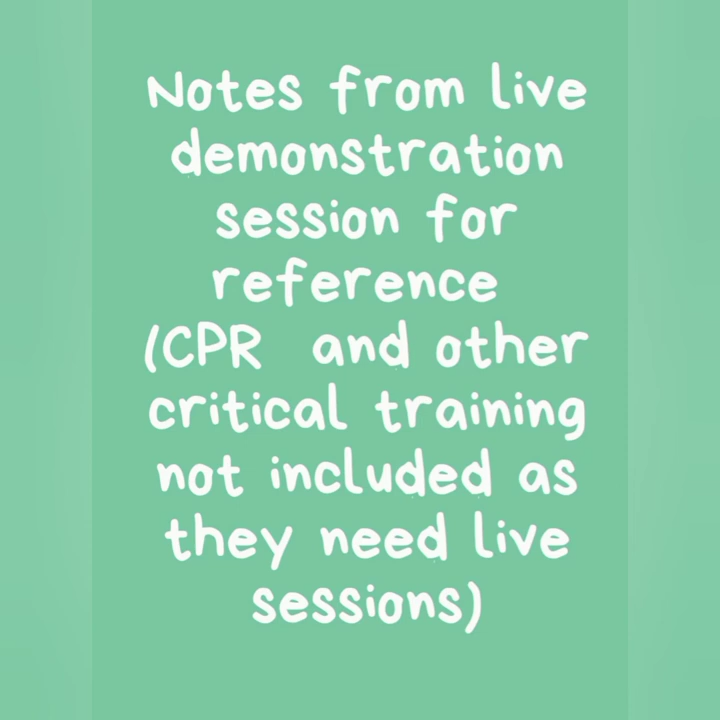 Notes from live
demonstration
session for
reference
(CPR and other
critical training
not included as
they need live
sessions)